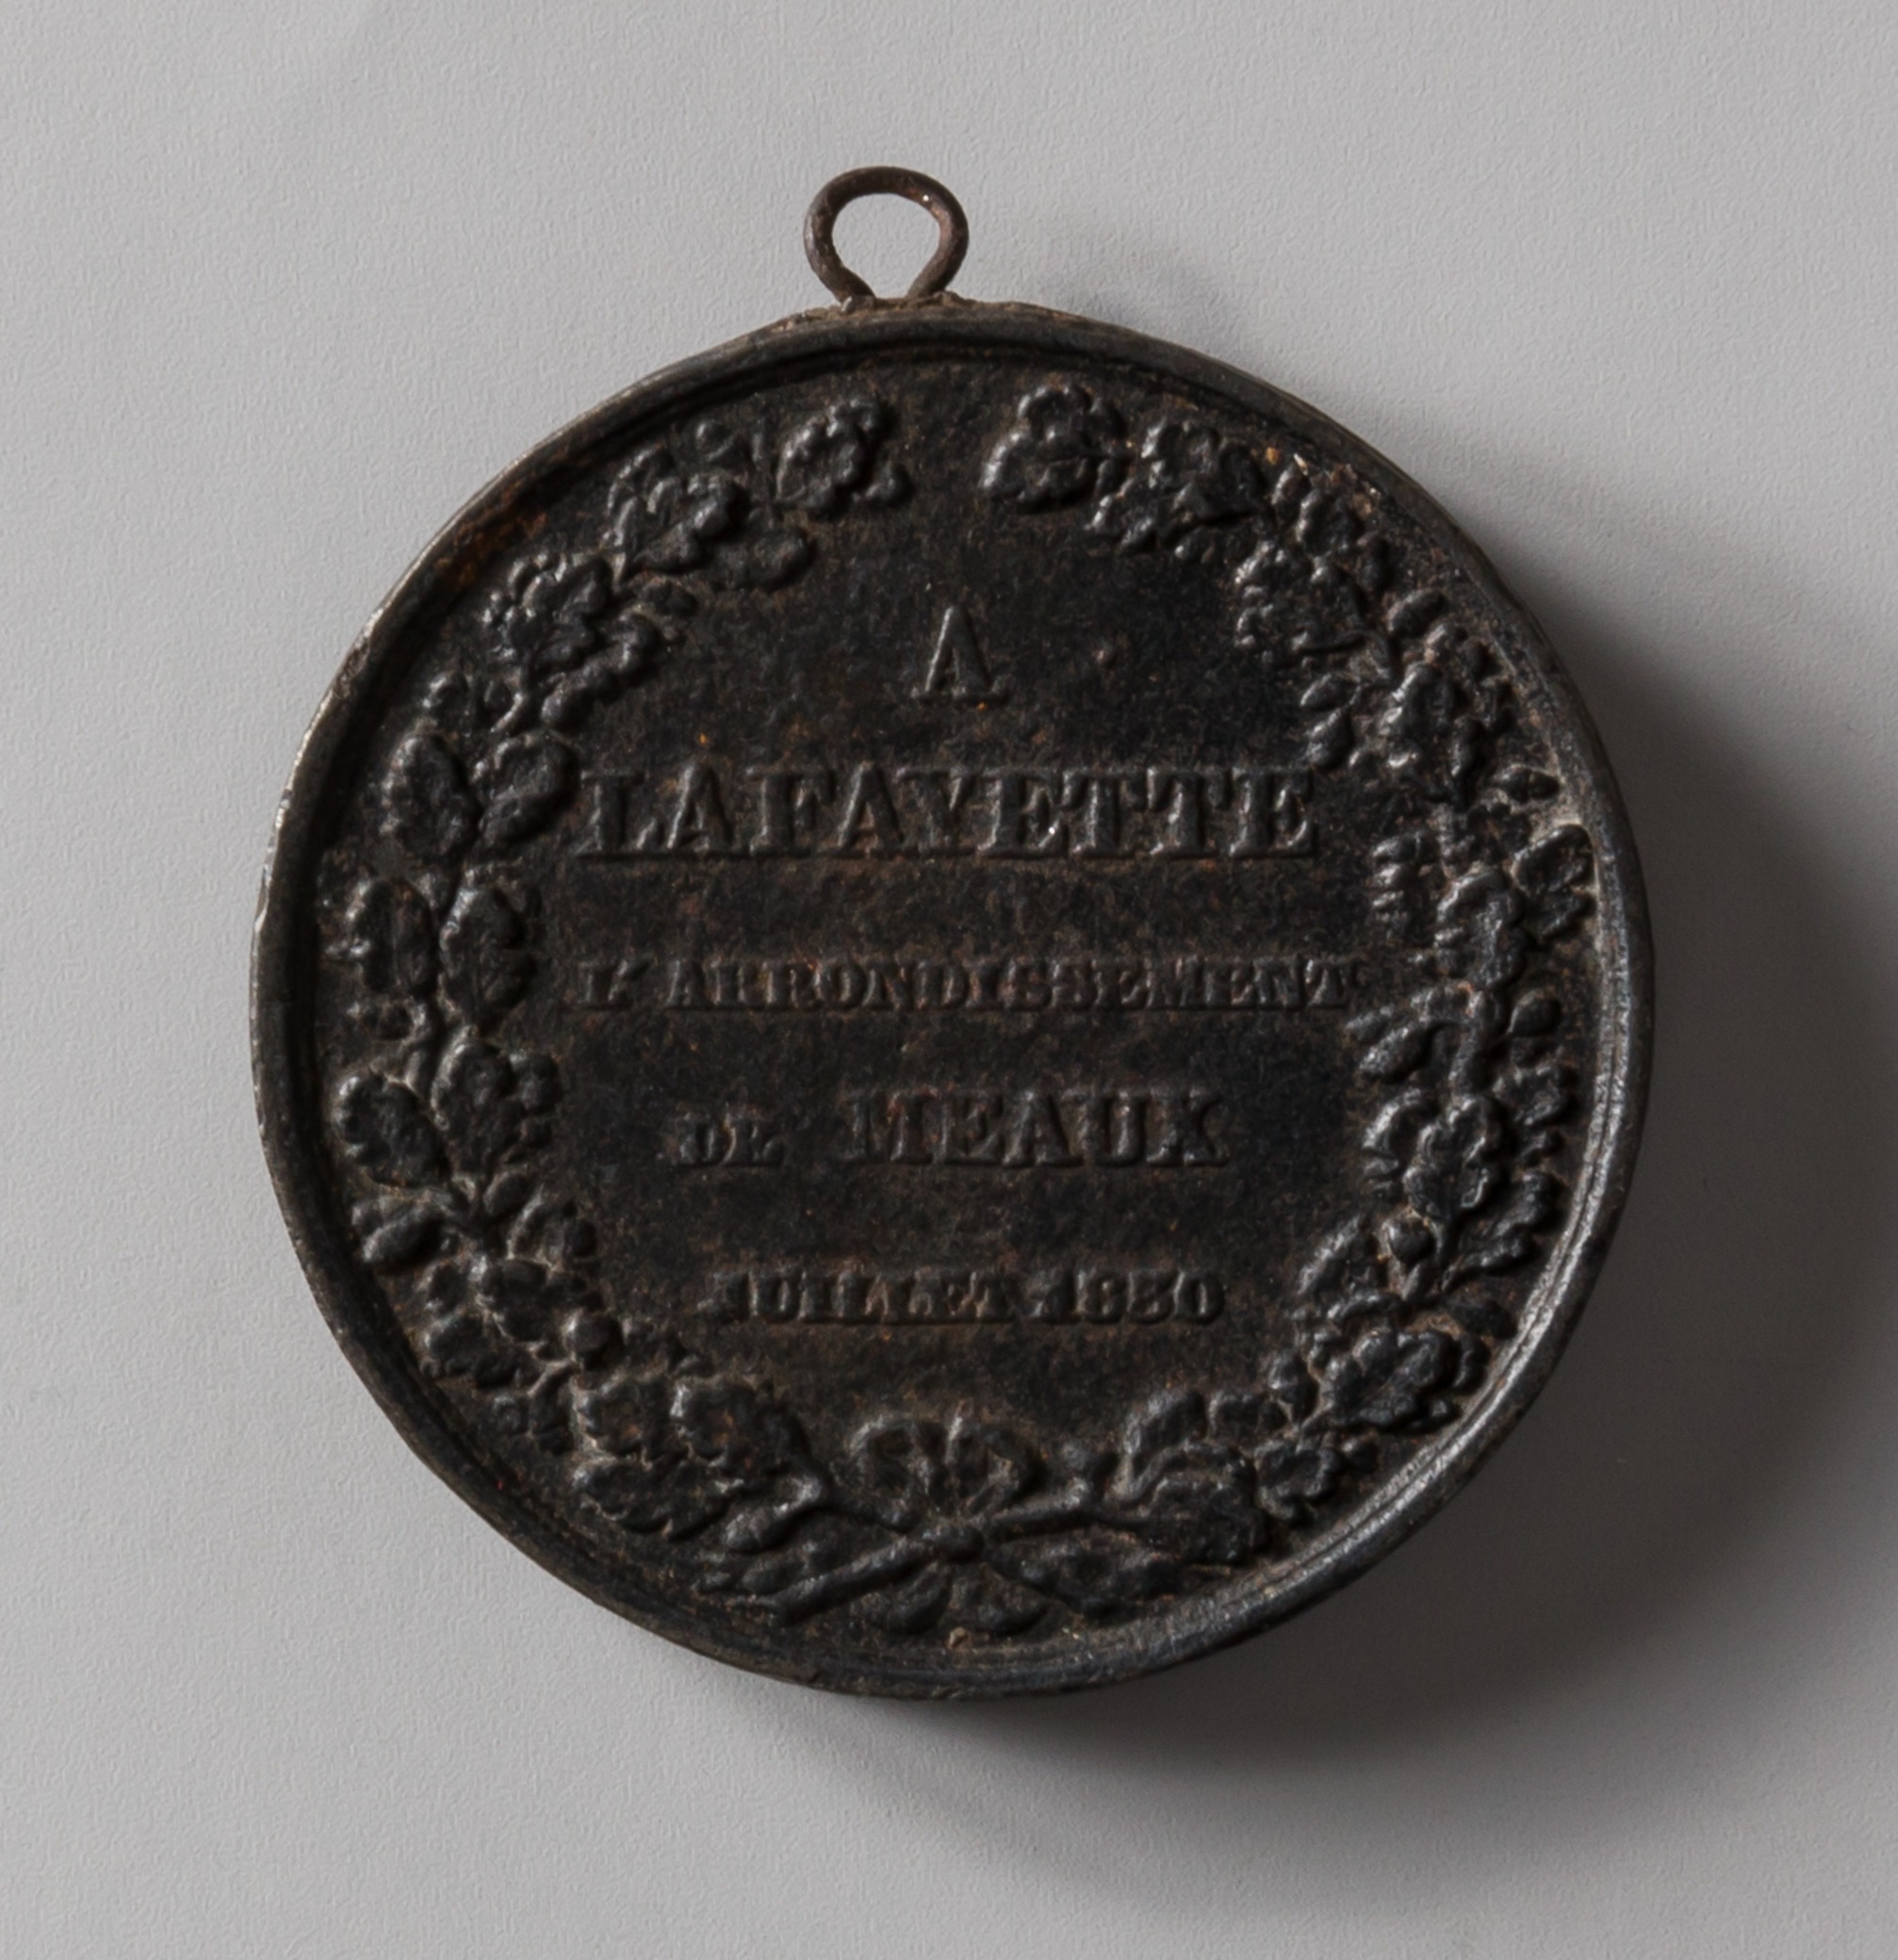 A
LAFAYETTE
L'ARRONDISSEMENT
DE MEAUX
JUILLET 1830